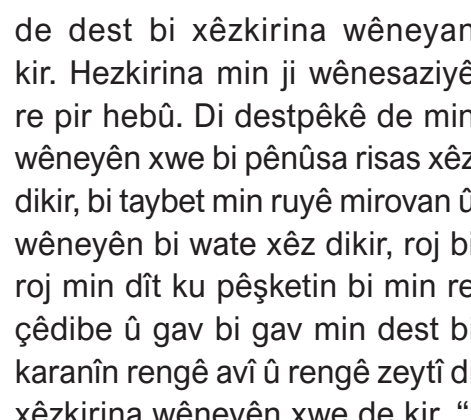 de dest bi xêzkirina wêneyan
kir. Hezkirina min ji wênesaziyê
re pir hebû. Di destpêkê de min
wêneyên xwe bi pênûsa risas xêz
dikir, bi taybet min ruyê mirovan û
wêneyên bi wate xêz dikir, roj bi
roj min dît ku pêşketin bi min re
çêdibe û gav bi gav min dest bi
karanîn rengê avî û rengê zeytî di
xêzkirina wêneyên xwe de kir. “